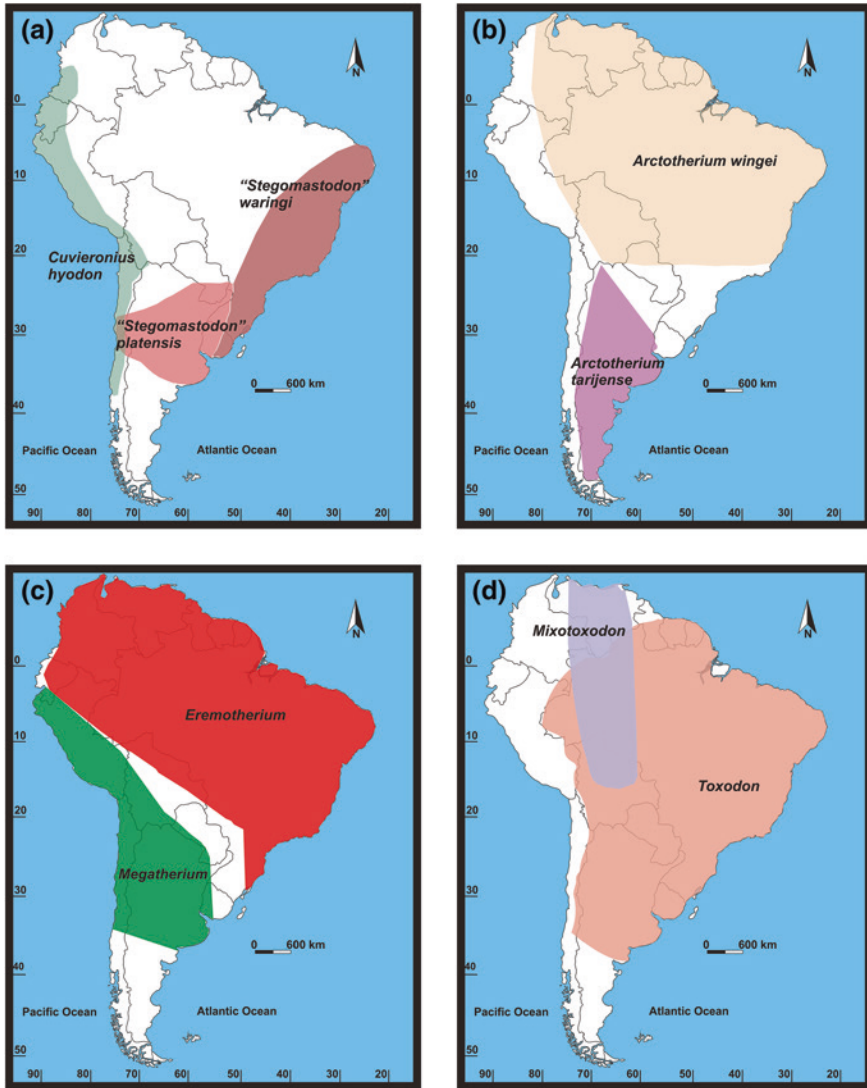 (a)
N
0
10
20
30
40
50
"Stegomastodon"
waringi
Cuvieronius
hyodon
"Stegomastodon"
platensis
0 600 km
Pacific Ocean Atlantic Ocean
90 80 70 60 50 40 30 20
(b)
N
0
10
20
30
40
50
Arctotherium wingei
Arctotherium
tarijense
0 600 km
Pacific Ocean Atlantic Ocean
90 80 70 60 50 40 30 20
(c)
N
0
10
20
30
40
50
Eremotherium
Megatherium
0 600 km
Pacific Ocean Atlantic Ocean
90 80 70 60 50 40 30 20
(d)
N
0
10
20
30
40
50
Mixotoxodon
Toxodon
0 600 km
Pacific Ocean Atlantic Ocean
90 80 70 60 50 40 30 20